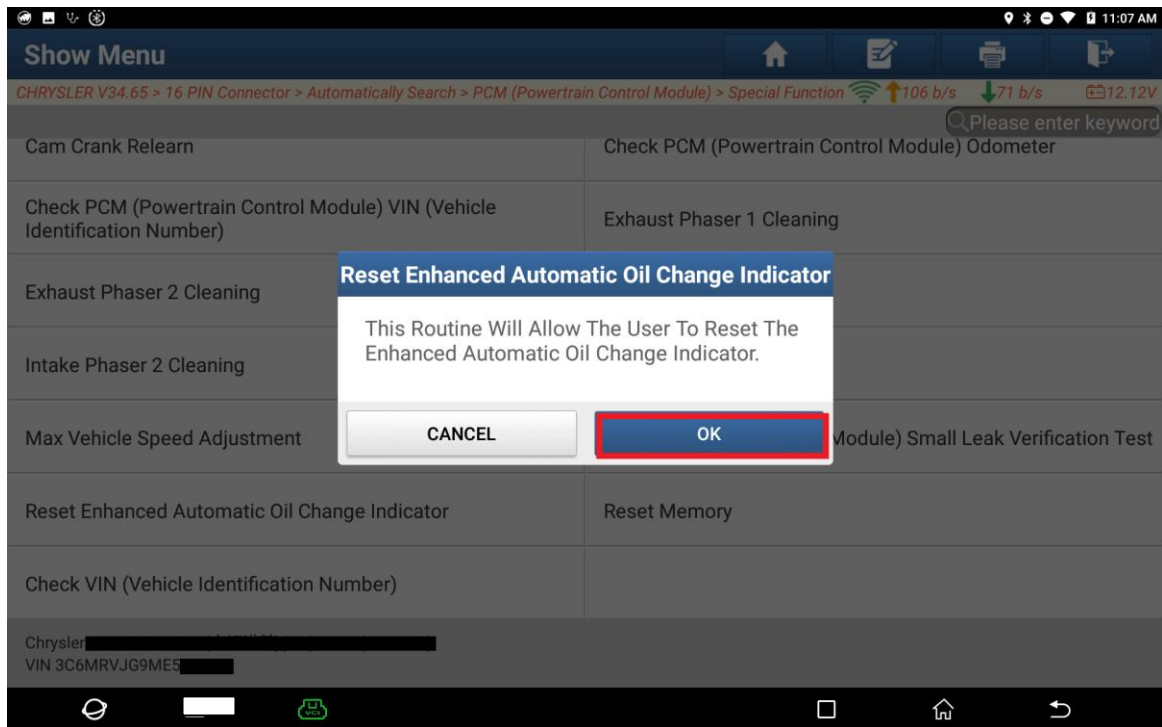 11:07 AM
Show Menu
CHRYSLER V34.65 > 16 PIN Connector > Automatically Search > PCM (Powertrain Control Module) > Special Function 106 b/s 71 b/s 12.12V
Please enter keyword
Cam Crank Relearn
Check PCM (Powertrain Control Module) Odometer
Check PCM (Powertrain Control Module) VIN (Vehicle
Identification Number)
Exhaust Phaser 1 Cleaning
Exhaust Phaser 2 Cleaning
Reset Enhanced Automatic Oil Change Indicator
This Routine Will Allow The User To Reset The
Enhanced Automatic Oil Change Indicator.
CANCEL
OK
Intake Phaser 2 Cleaning
Max Vehicle Speed Adjustment
Module) Small Leak Verification Test
Reset Enhanced Automatic Oil Change Indicator
Reset Memory
Check VIN (Vehicle Identification Number)
Chrysler
VIN 3C6MRVJG9ME5
VCI